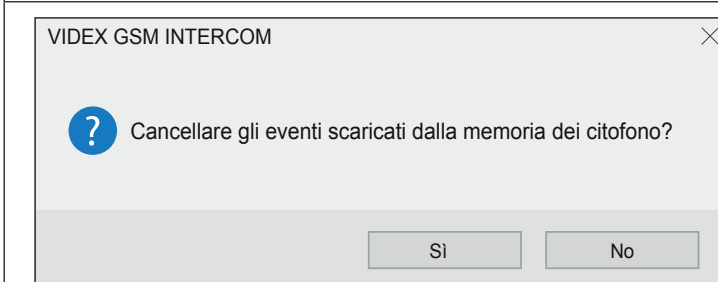 VIDEX GSM INTERCOM
Cancellare gli eventi scaricati dalla memoria dei citofono?
Sì
No